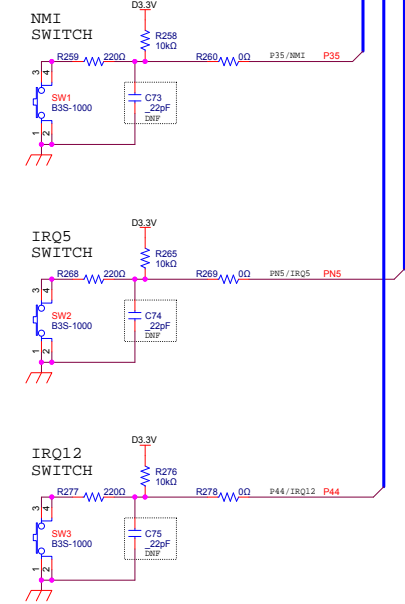 D3.3V
NMI
SWITCH
R258
10kΩ
R259 220Ω
R260 0Ω
P35/NMI P35
3 4
SW1
B3S-1000
C73
_22pF
DNF
1 2
D3.3V
IRQ5
SWITCH
R265
10kΩ
R268 220Ω
R269 0Ω
PN5/IRQ5 PN5
3 4
SW2
B3S-1000
C74
_22pF
DNF
1 2
D3.3V
IRQ12
SWITCH
R276
10kΩ
R277 220Ω
R278 0Ω
P44/IRQ12 P44
3 4
SW3
B3S-1000
C75
_22pF
DNF
1 2